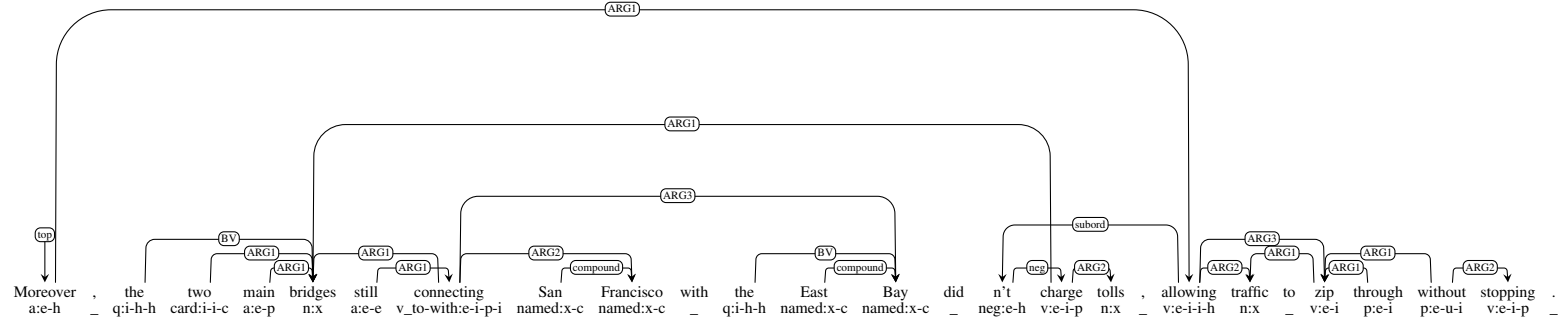 ARG1
ARG1
ARG3
subord
top
BV
ARG3
ARG1
ARG1
ARG2
BV
ARG1
ARG1
ARG1
ARG1
compound
compound
neg
ARG2
ARG2
ARG1
ARG2
Moreover , the two main bridges still connecting San Francisco with the East Bay did n't charge tolls , allowing traffic to zip through without stopping .
a:e-h _ q:i-h-h card:i-i-c a:e-p n:x a:e-e v_to-with:e-i-p-i named:x-c named:x-c _ q:i-h-h named:x-c named:x-c _ neg:e-h v:e-i-p n:x _ v:e-i-i-h n:x _ v:e-i p:e-i p:e-u-i v:e-i-p _